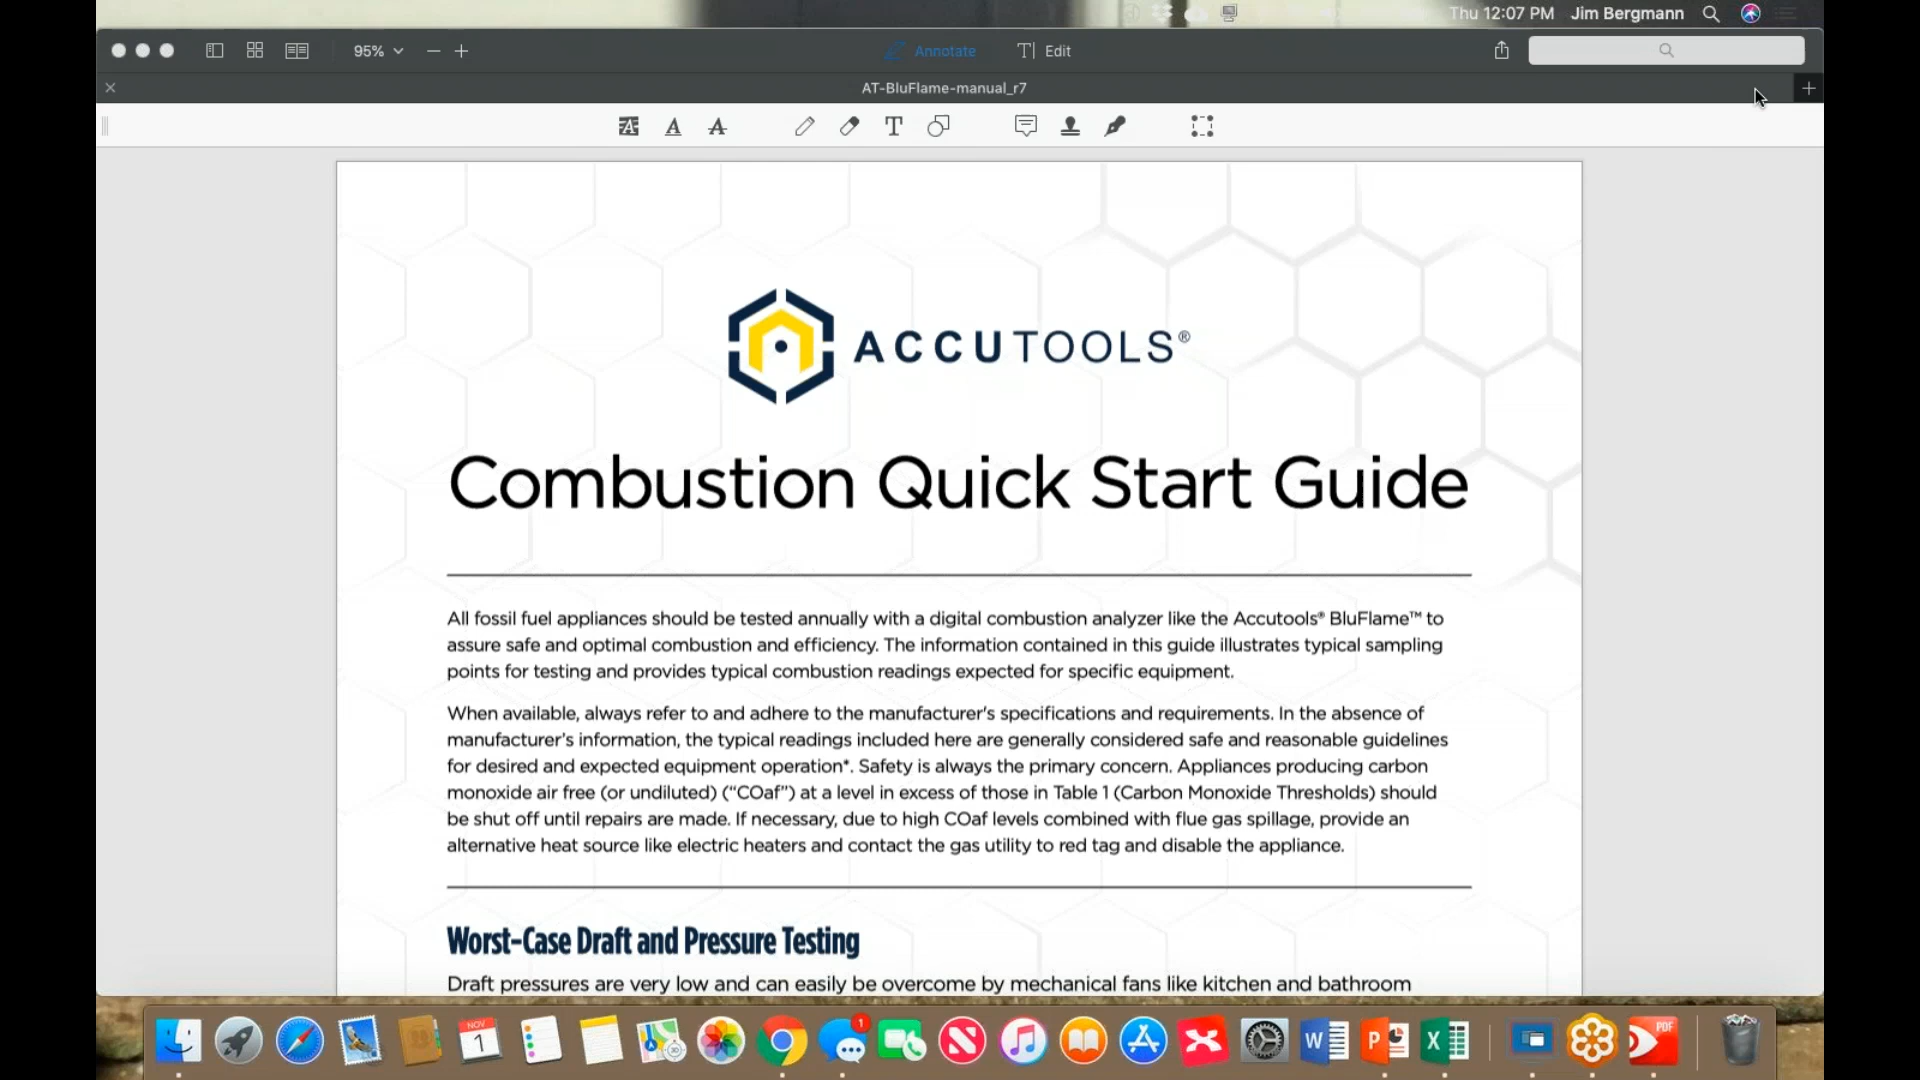 Thu 12:07 PM Jim Bergmann
95% Annotate Edit
AT-BluFlame-manual_r7
ACCUTOOLS®
Combustion Quick Start Guide
All fossil fuel appliances should be tested annually with a digital combustion analyzer like the Accutools® BluFlame™ to
assure safe and optimal combustion and efficiency. The information contained in this guide illustrates typical sampling
points for testing and provides typical combustion readings expected for specific equipment.
When available, always refer to and adhere to the manufacturer's specifications and requirements. In the absence of
manufacturer's information, the typical readings included here are generally considered safe and reasonable guidelines
for desired and expected equipment operation*. Safety is always the primary concern. Appliances producing carbon
monoxide air free (or undiluted) (“COaf”) at a level in excess of those in Table 1 (Carbon Monoxide Thresholds) should
be shut off until repairs are made. If necessary, due to high COaf levels combined with flue gas spillage, provide an
alternative heat source like electric heaters and contact the gas utility to red tag and disable the appliance.
Worst-Case Draft and Pressure Testing
Draft pressures are very low and can easily be overcome by mechanical fans like kitchen and bathroom
NOV
1
1
PDF